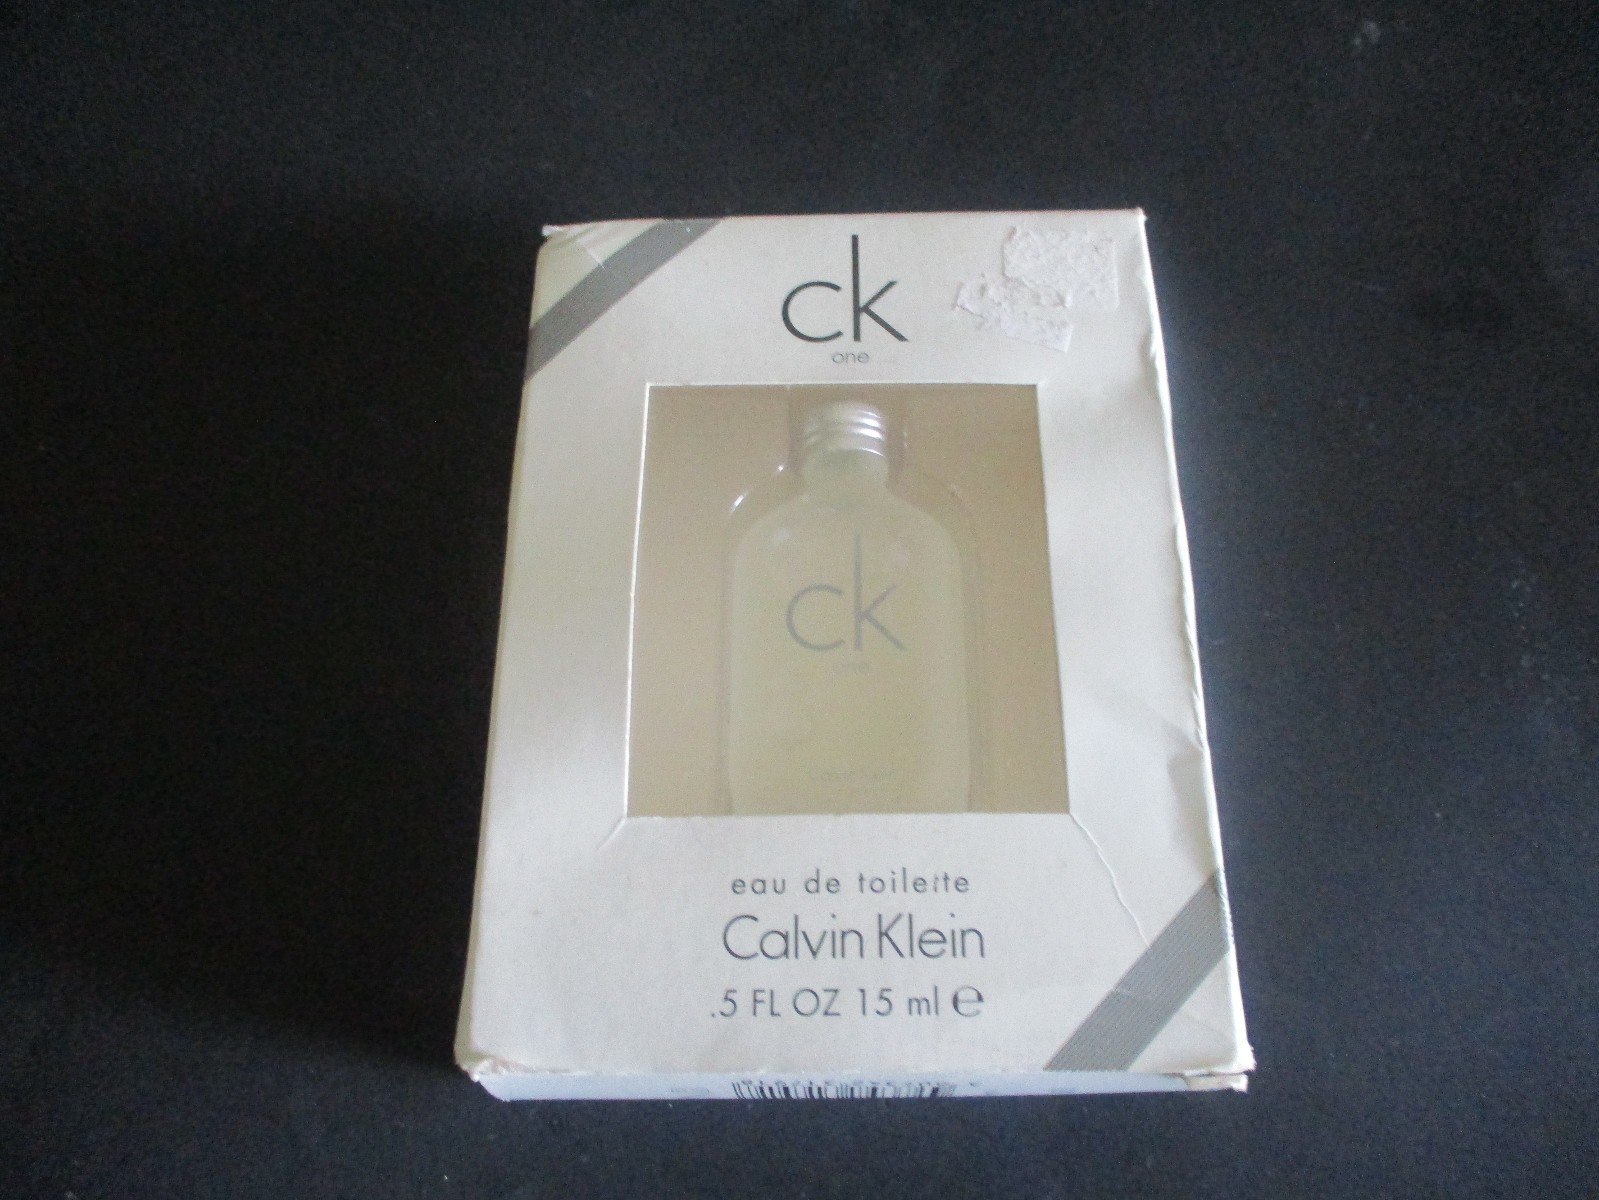 ck
one
ck
eau de toilette
Calvin Klein
.5 FL OZ 15 ml ℮